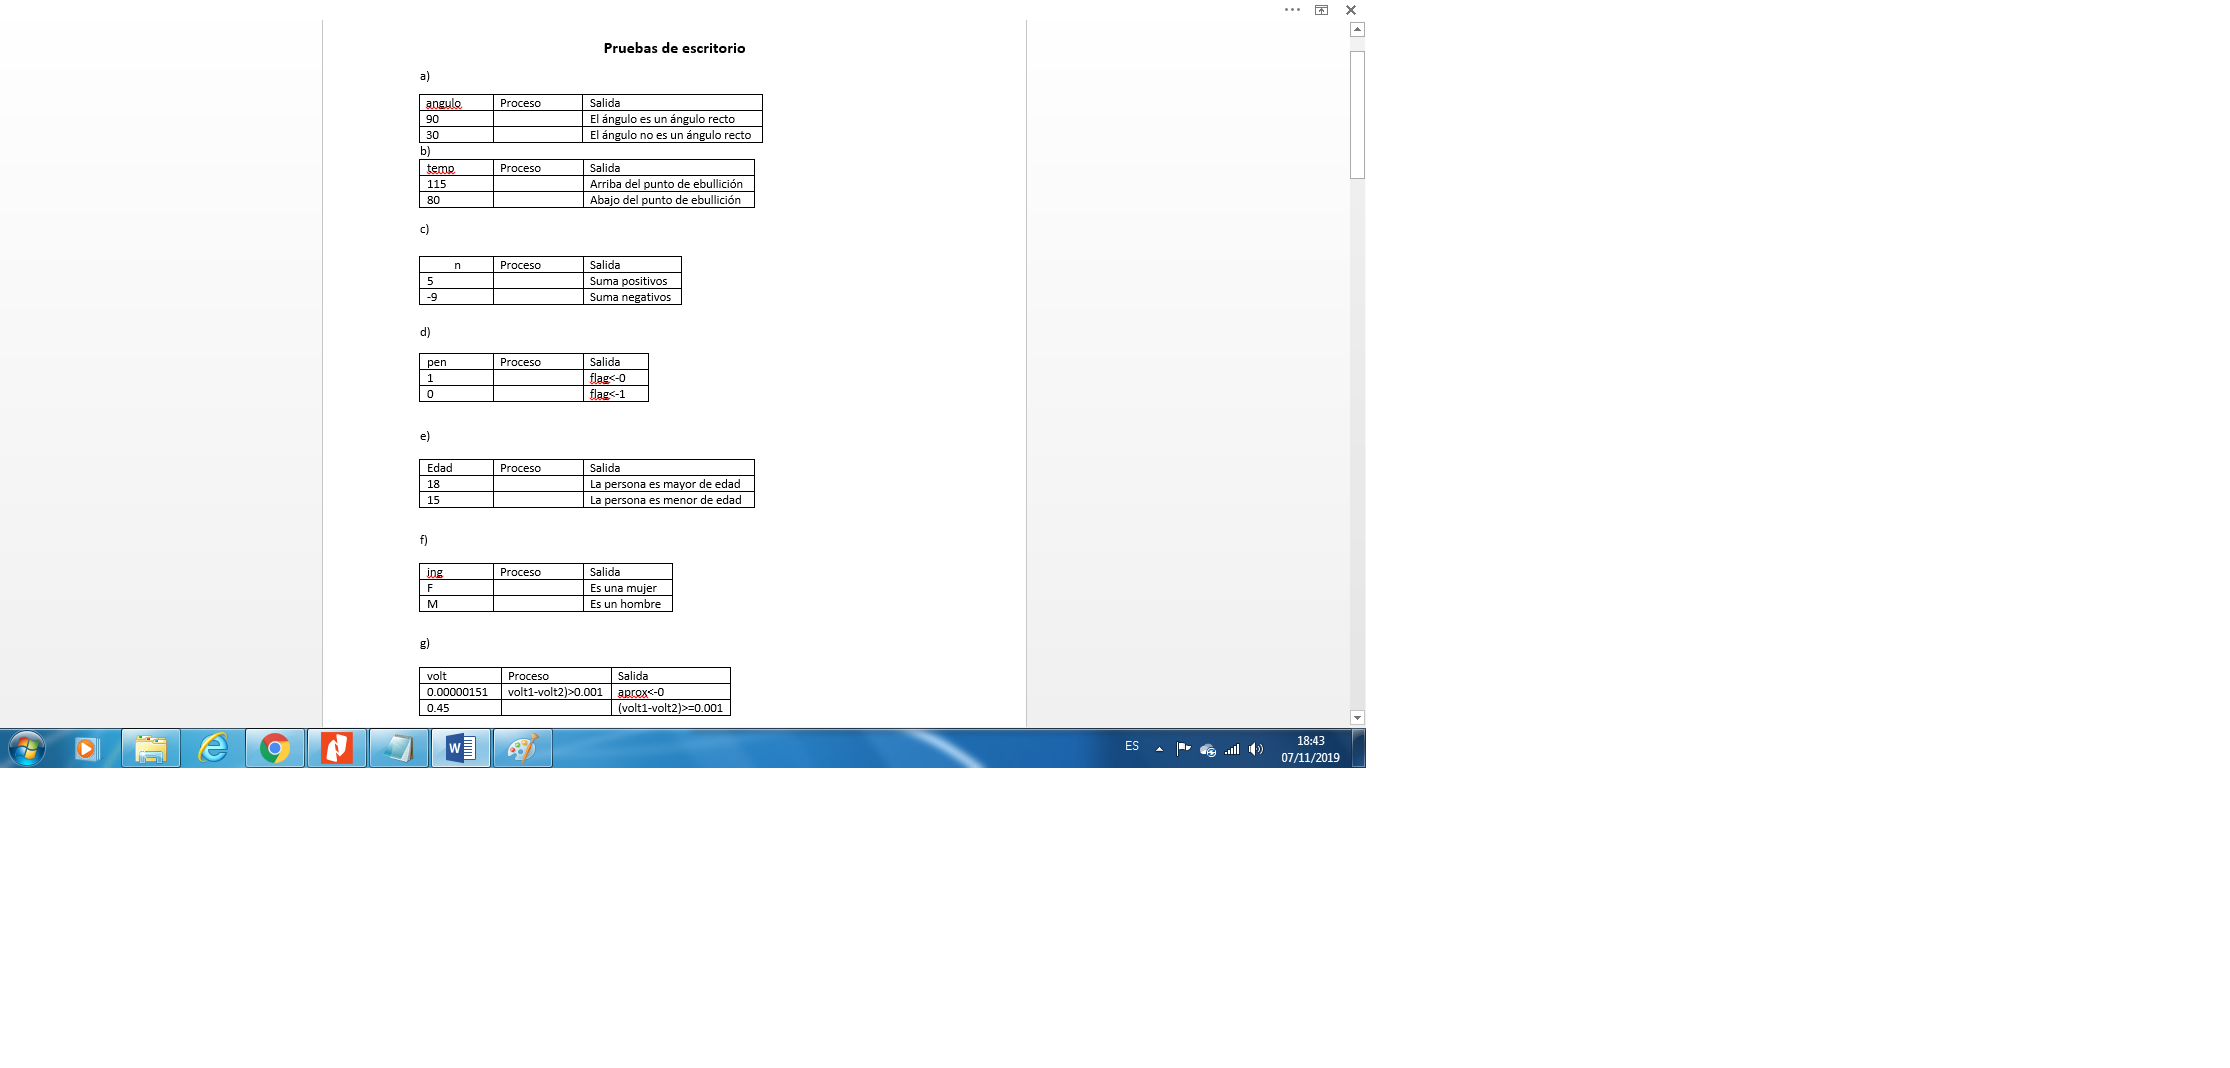 Pruebas de escritorio
a)
angulo Proceso Salida
90 El ángulo es un ángulo recto
30 El ángulo no es un ángulo recto
b)
temp Proceso Salida
115 Arriba del punto de ebullición
80 Abajo del punto de ebullición
c)
n Proceso Salida
5 Suma positivos
-9 Suma negativos
d)
pen Proceso Salida
1 flag<-0
0 flag<-1
e)
Edad Proceso Salida
18 La persona es mayor de edad
15 La persona es menor de edad
f)
ing Proceso Salida
F Es una mujer
M Es un hombre
g)
volt Proceso Salida
0.00000151 volt1-volt2)>0.001 aprox<-0
0.45 (volt1-volt2)>=0.001
ES
18:43
07/11/2019